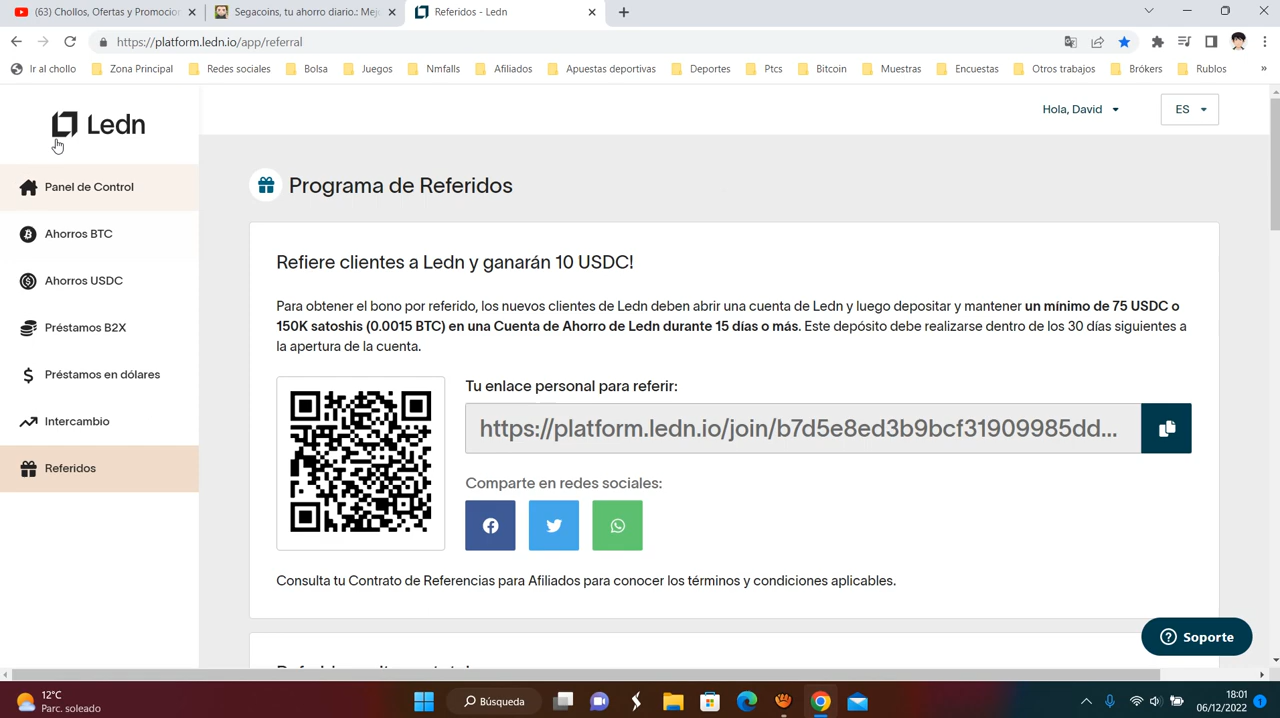 (63) Chollos, Ofertas y Promocion
Segacoins, tu ahorro diario.: Mej
Referidos - Ledn
https://platform.ledn.io/app/referral
Ir al chollo
Zona Principal
Redes sociales
Bolsa
Juegos
Nmfalls
Afiliados
Apuestas deportivas
Deportes
Ptcs
Bitcoin
Muestras
Encuestas
Otros trabajos
Brókers
Rublos
»
Ledn
Hola, David
ES
Panel de Control
Ahorros BTC
Ahorros USDC
Préstamos B2X
Préstamos en dólares
Intercambio
Referidos
Programa de Referidos
Refiere clientes a Ledn y ganarán 10 USDC!
Para obtener el bono por referido, los nuevos clientes de Ledn deben abrir una cuenta de Ledn y luego depositar y mantener un mínimo de 75 USDC o
150K satoshis (0.0015 BTC) en una Cuenta de Ahorro de Ledn durante 15 días o más. Este depósito debe realizarse dentro de los 30 días siguientes a
la apertura de la cuenta.
Tu enlace personal para referir:
https://platform.ledn.io/join/b7d5e8ed3b9bcf31909985dd...
Comparte en redes sociales:
Consulta tu Contrato de Referencias para Afiliados para conocer los términos y condiciones aplicables.
Soporte
12°C
Parc. soleado
Búsqueda
18:01
06/12/2022